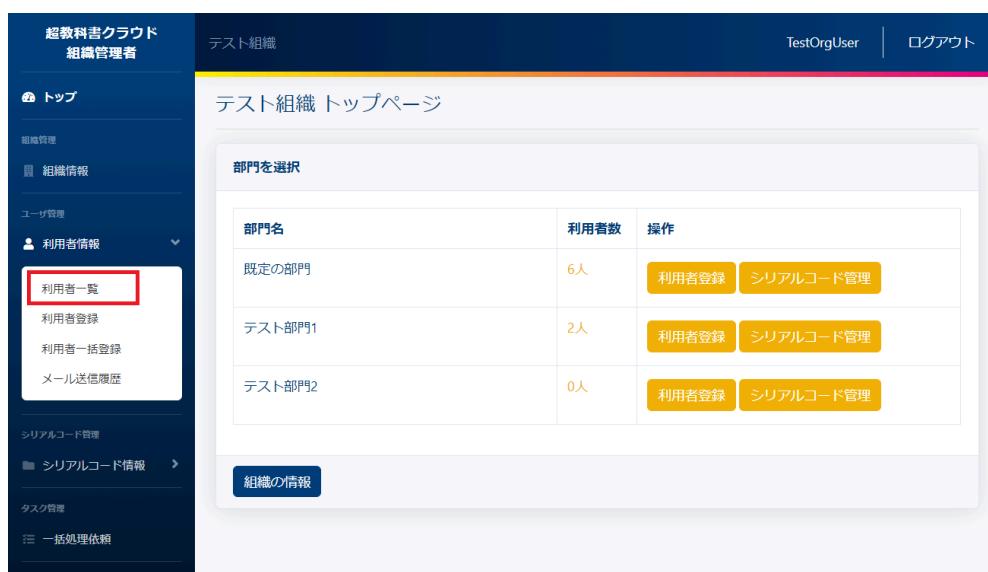 超教科書クラウド
組織管理者
テスト組織
TestOrgUser
ログアウト
トップ
組織管理
組織情報
ユーザ管理
利用者情報
利用者一覧
利用者登録
利用者一括登録
メール送信履歴
シリアルコード管理
シリアルコード情報
タスク管理
一括処理依頼
テスト組織 トップページ
部門を選択
部門名 利用者数 操作
既定の部門 6人 利用者登録 シリアルコード管理
テスト部門1 2人 利用者登録 シリアルコード管理
テスト部門2 0人 利用者登録 シリアルコード管理
組織の情報